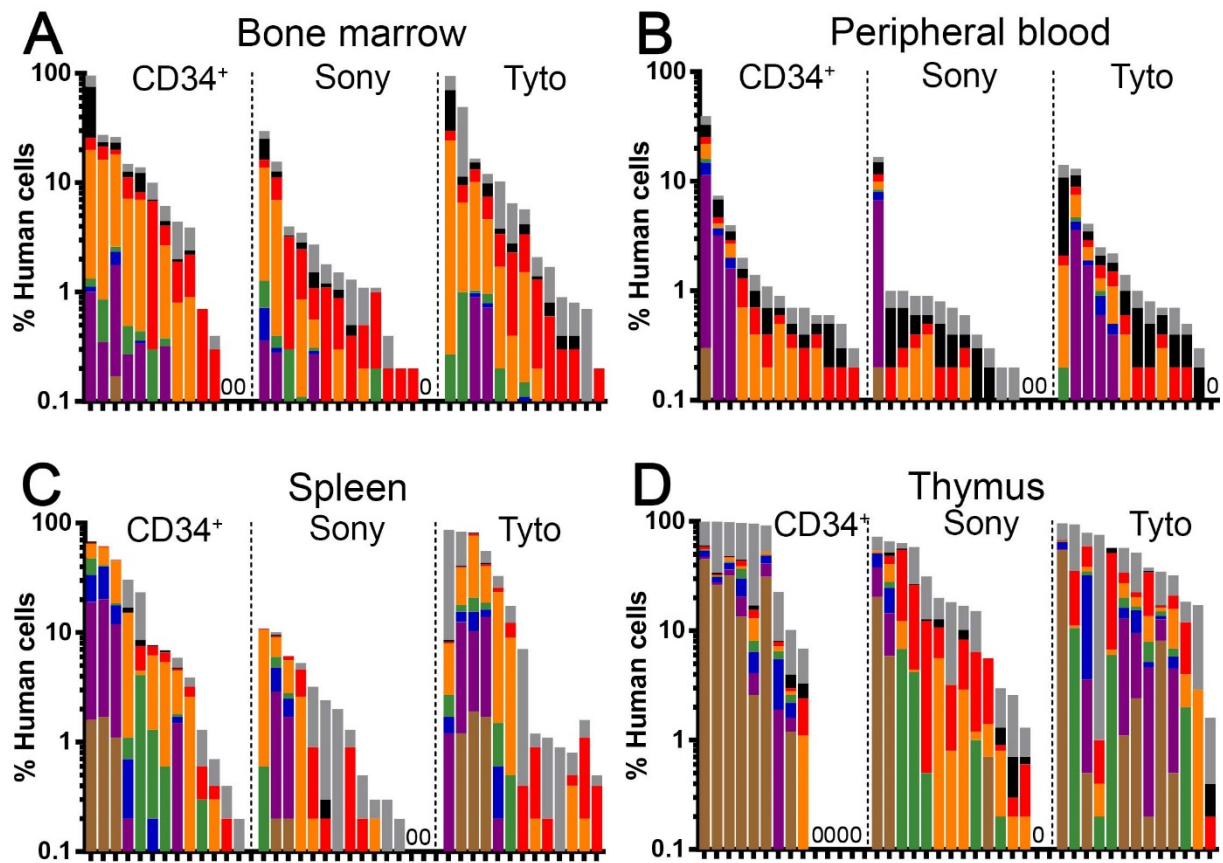 A Bone marrow
CD34+ Sony Tyto
% Human cells
100
10
1
0.1
00
0
B Peripheral blood
CD34+ Sony Tyto
% Human cells
100
10
1
0.1
00
0
C Spleen
CD34+ Sony Tyto
% Human cells
100
10
1
0.1
00
D Thymus
CD34+ Sony Tyto
% Human cells
100
10
1
0.1
0000
0